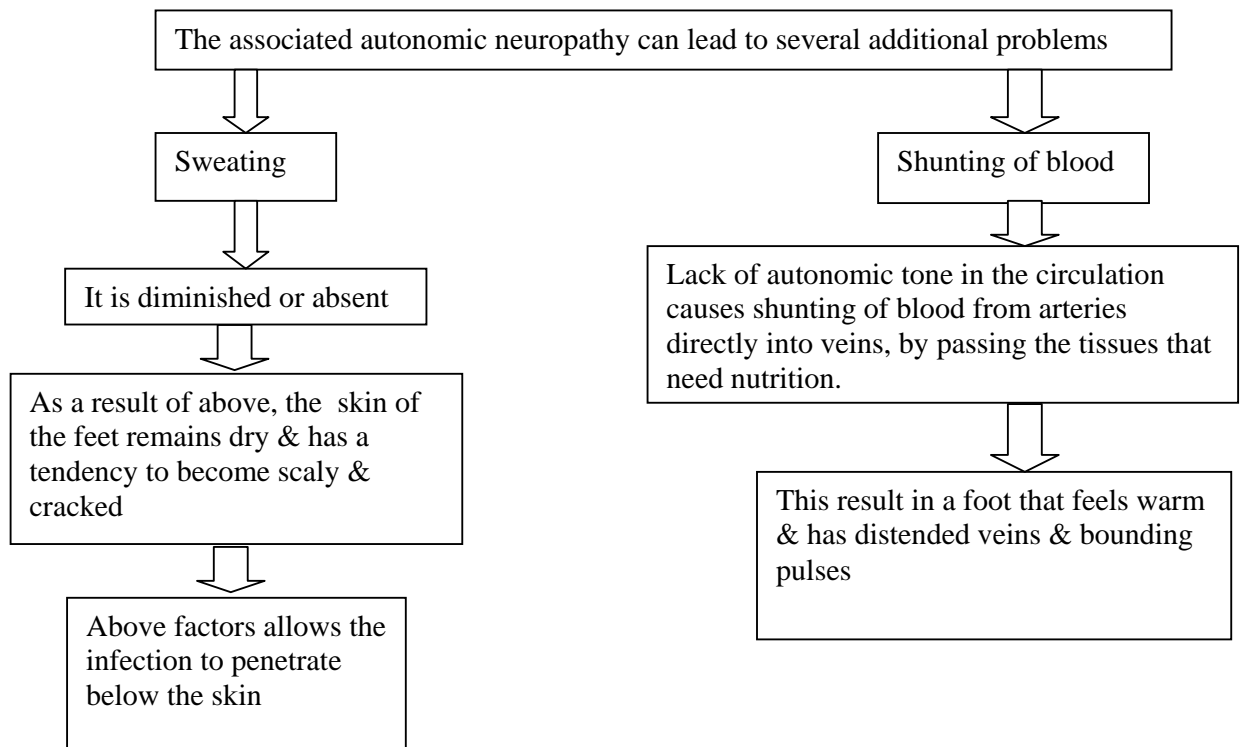 The associated autonomic neuropathy can lead to several additional problems
Sweating
Shunting of blood
It is diminished or absent
Lack of autonomic tone in the circulation
causes shunting of blood from arteries
directly into veins, by passing the tissues that
need nutrition.
As a result of above, the skin of
the feet remains dry & has a
tendency to become scaly &
cracked
This result in a foot that feels warm
& has distended veins & bounding
pulses
Above factors allows the
infection to penetrate
below the skin